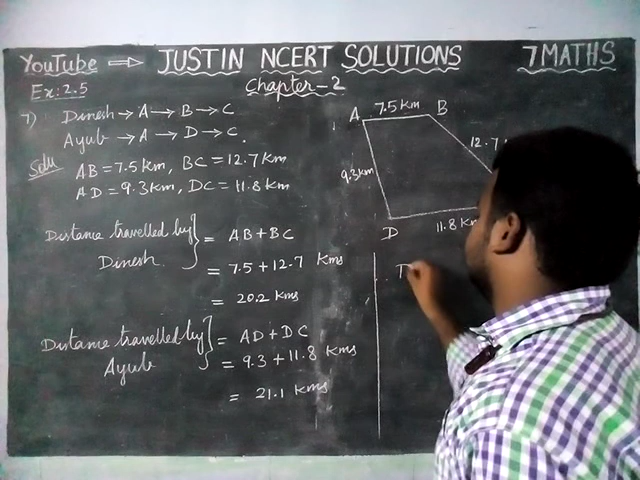 YouTube ⇒ JUSTIN NCERT SOLUTIONS 7 MATHS
Ex: 2.5 Chapter-2
7) Dinesh → A → B → C
Ayub → A → D → C.
Soln
AB = 7.5 km, BC = 12.7 km
AD = 9.3 km, DC = 11.8 km
Distance travelled by
Dinesh } = AB + BC
= 7.5 + 12.7 kms
= 20.2 kms
Distance travelled by
Ayub } = AD + DC
= 9.3 + 11.8 kms
= 21.1 kms
A 7.5 km B
12.7
9.3 km
D 11.8 km
∴ T